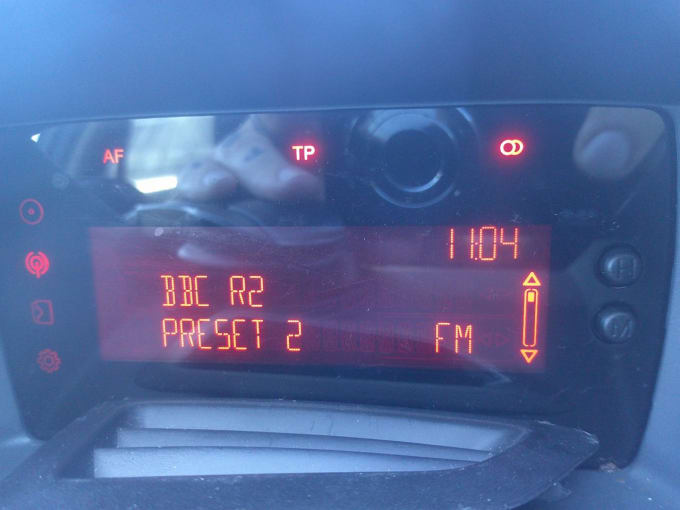 AF TP
11:04
BBC R2
PRESET 2 FM
H
M